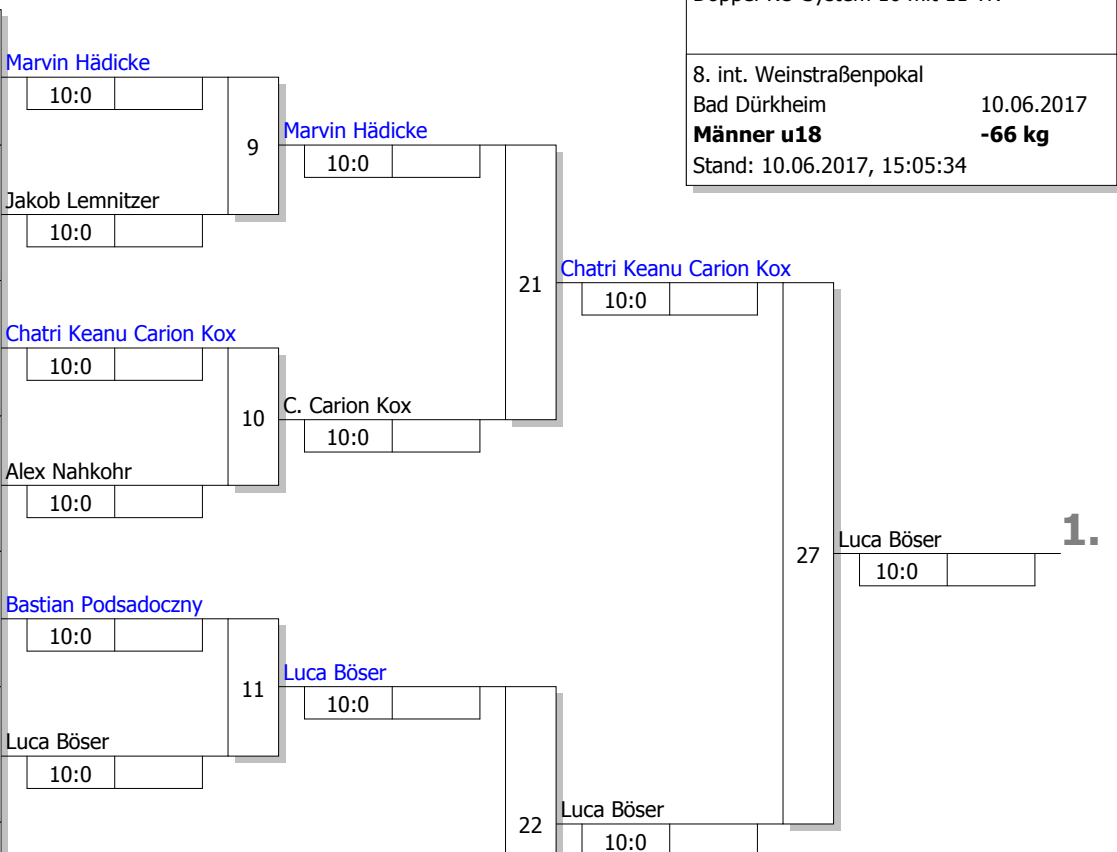 Marvin Hädicke
10:0
8. int. Weinstraßenpokal
Bad Dürkheim 10.06.2017
Männer u18 -66 kg
Stand: 10.06.2017, 15:05:34
9
Marvin Hädicke
10:0
Jakob Lemnitzer
10:0
21
Chatri Keanu Carion Kox
10:0
Chatri Keanu Carion Kox
10:0
10
C. Carion Kox
10:0
Alex Nahkohr
10:0
27
Luca Böser
1.
10:0
Bastian Podsadoczny
10:0
11
Luca Böser
10:0
Luca Böser
10:0
22
Luca Böser
10:0